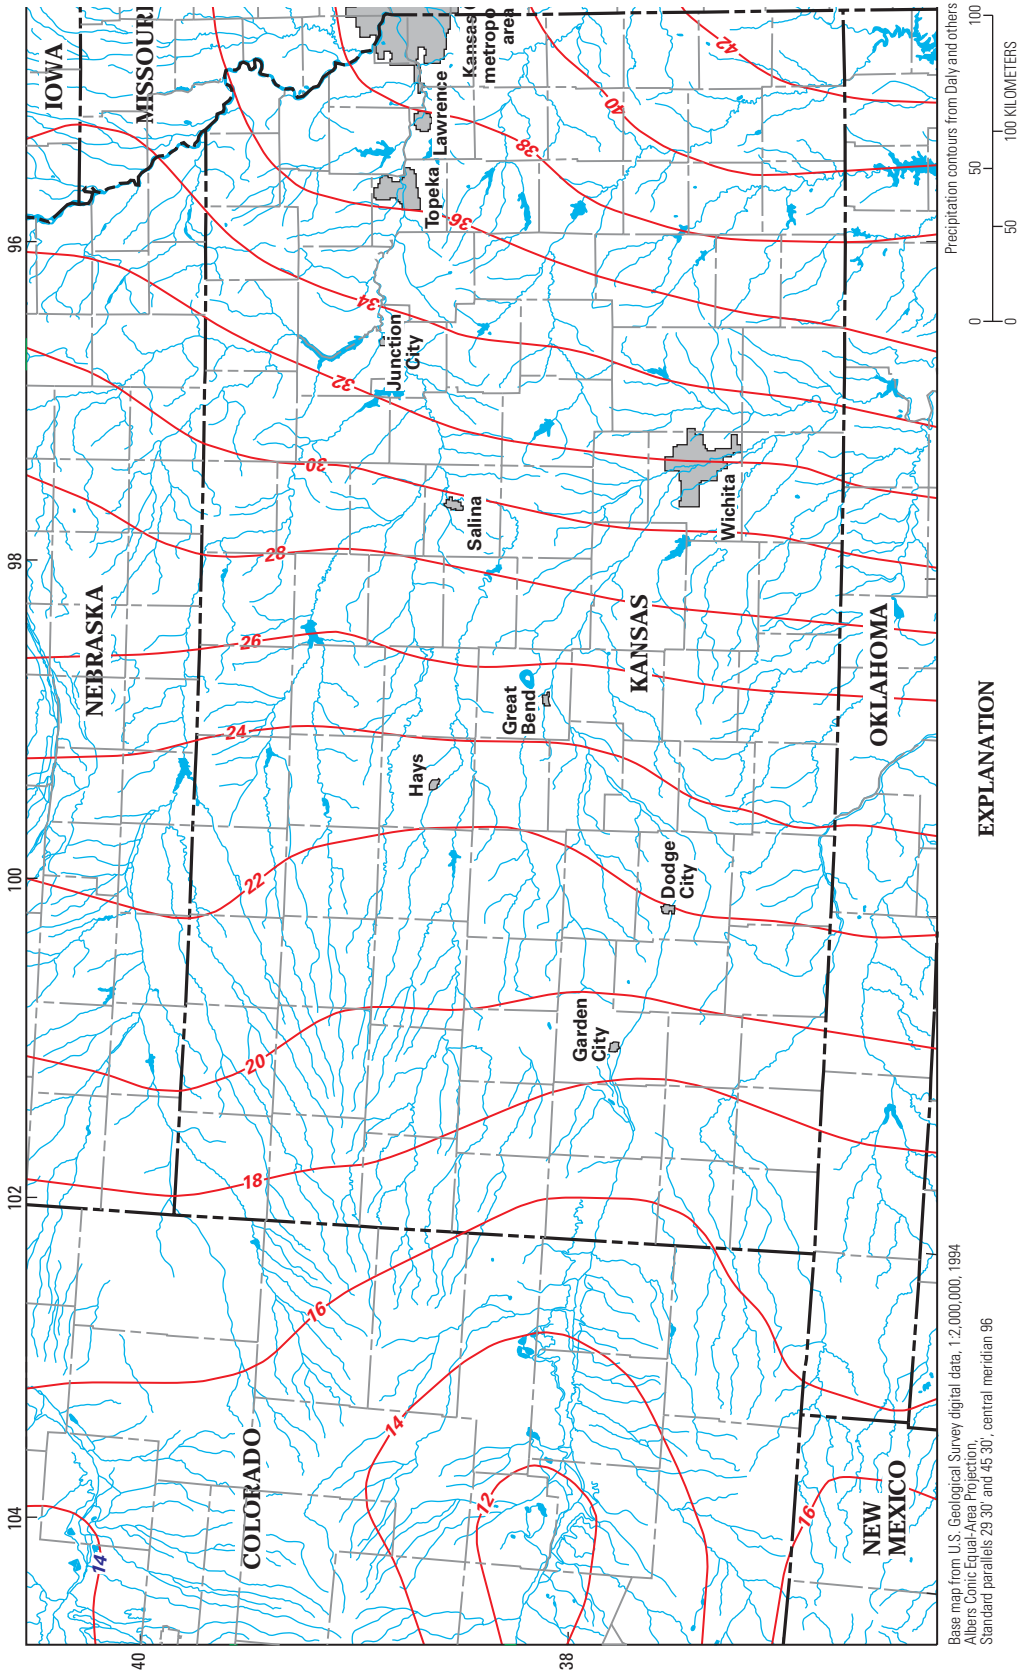 104
102
100
98
96
40
38
IOWA
MISSOURI
NEBRASKA
COLORADO
KANSAS
OKLAHOMA
NEW
MEXICO
Kansas
metropo
area
Lawrence
Topeka
Junction
City
Salina
Wichita
Hays
Great
Bend
Dodge
City
Garden
City
14
12
14
16
16
18
20
22
24
26
28
30
32
34
36
38
40
42
Base map from U.S. Geological Survey digital data, 1:2,000,000, 1994
Albers Conic Equal-Area Projection,
Standard parallels 29 30' and 45 30', central meridian 96
EXPLANATION
Precipitation contours from Daly and others
0 50 100
0 50 100 KILOMETERS